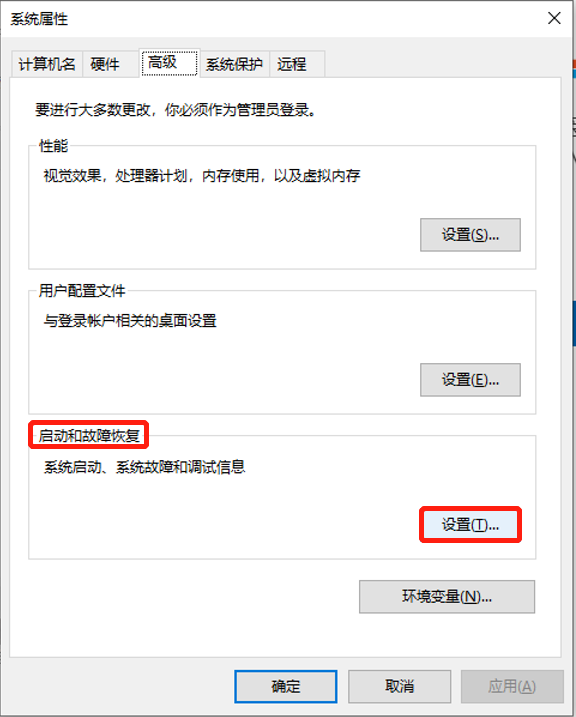 系统属性
计算机名 硬件 高级 系统保护 远程
要进行大多数更改，你必须作为管理员登录。
性能
视觉效果，处理器计划，内存使用，以及虚拟内存
设置(S)...
用户配置文件
与登录帐户相关的桌面设置
设置(E)...
启动和故障恢复
系统启动、系统故障和调试信息
设置(T)...
环境变量(N)...
确定 取消 应用(A)